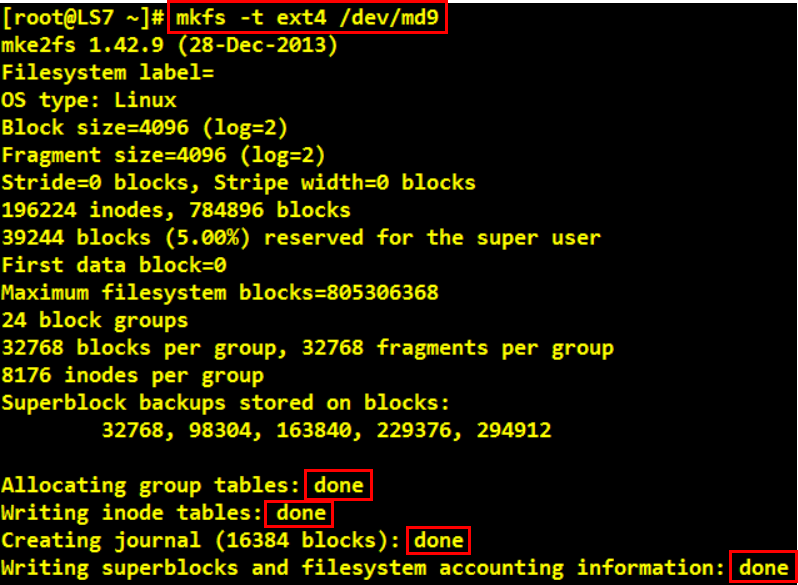 [root@LS7 ~]# mkfs -t ext4 /dev/md9
mke2fs 1.42.9 (28-Dec-2013)
Filesystem label=
OS type: Linux
Block size=4096 (log=2)
Fragment size=4096 (log=2)
Stride=0 blocks, Stripe width=0 blocks
196224 inodes, 784896 blocks
39244 blocks (5.00%) reserved for the super user
First data block=0
Maximum filesystem blocks=805306368
24 block groups
32768 blocks per group, 32768 fragments per group
8176 inodes per group
Superblock backups stored on blocks:
32768, 98304, 163840, 229376, 294912
Allocating group tables: done
Writing inode tables: done
Creating journal (16384 blocks): done
Writing superblocks and filesystem accounting information: done